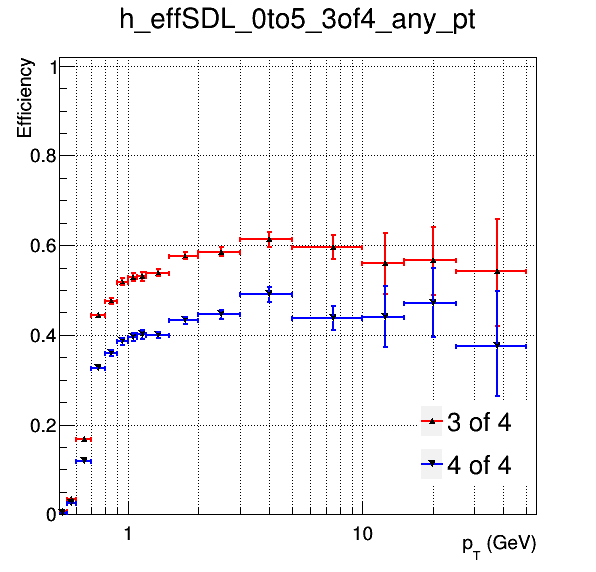 h_effSDL_0to5_3of4_any_pt
Efficiency
1
0.8
0.6
0.4
0.2
0
1
10
p_T (GeV)
3 of 4
4 of 4